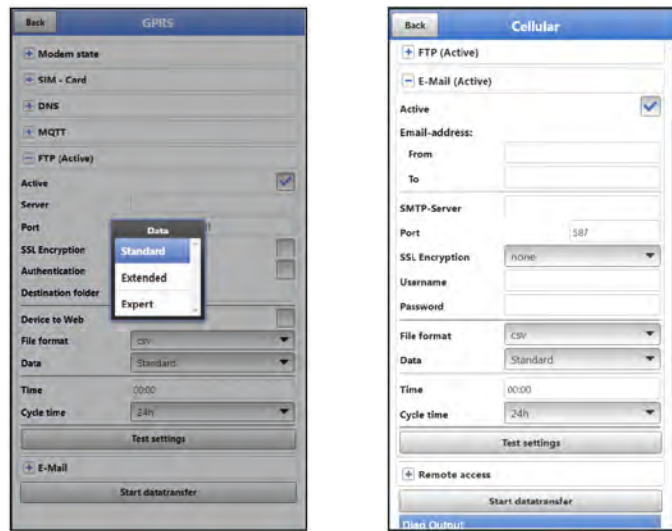 Back
GPRS
Modem state
SIM - Card
DNS
MQTT
FTP (Active)
Active
Server
Port
SSL Encryption
Authentication
Destination folder
Data
Standard
Extended
Expert
Device to Web
File format
csv
Data
Standard
Time
00:00
Cycle time
24h
Test settings
E-Mail
Start datatransfer
Back
Cellular
FTP (Active)
E-Mail (Active)
Active
Email-address:
From
To
SMTP-Server
Port
587
SSL Encryption
none
Username
Password
File format
csv
Data
Standard
Time
00:00
Cycle time
24h
Test settings
Remote access
Start datatransfer
Diag Output